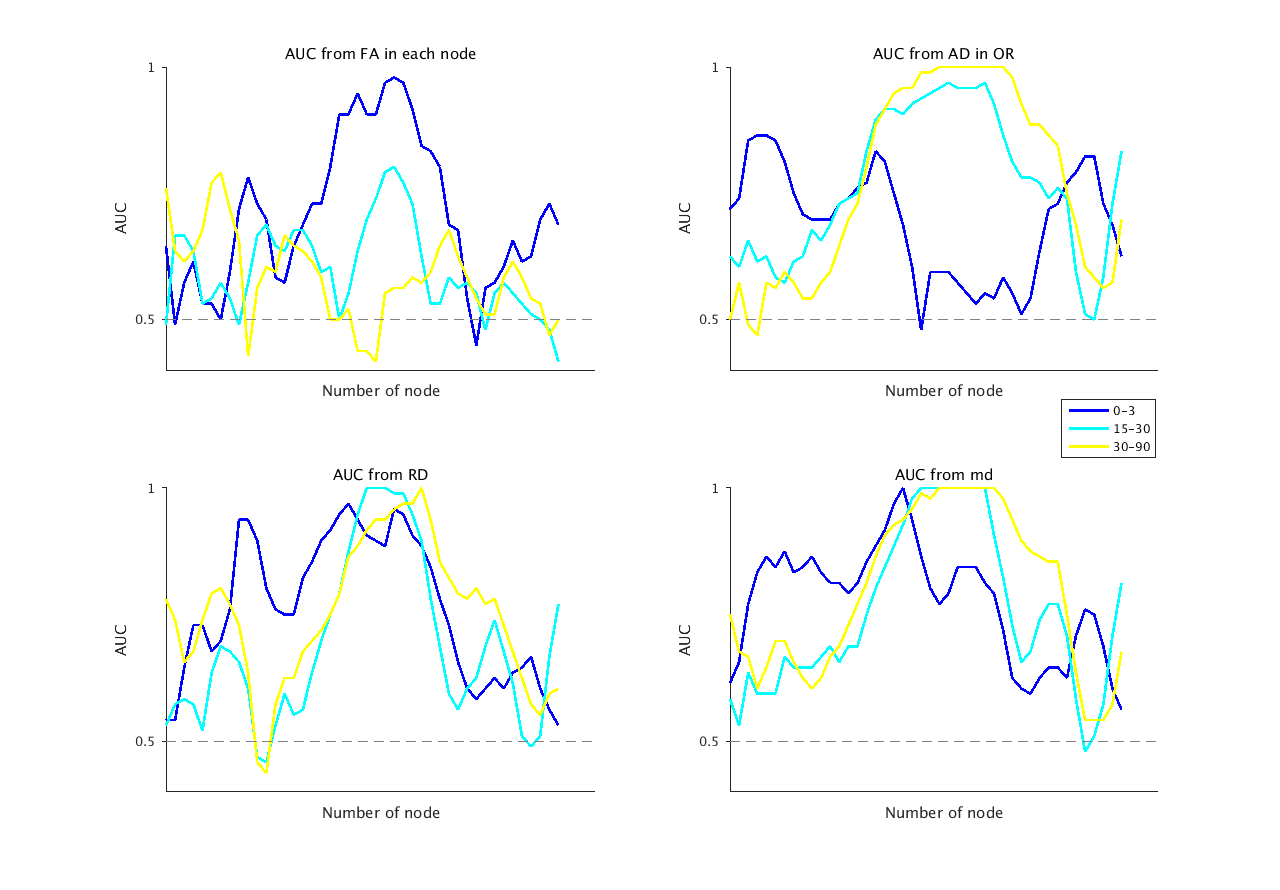 AUC from FA in each node
1
0.5
AUC
Number of node
AUC from AD in OR
1
0.5
AUC
Number of node
0-3
15-30
30-90
AUC from RD
1
0.5
AUC
Number of node
AUC from md
1
0.5
AUC
Number of node